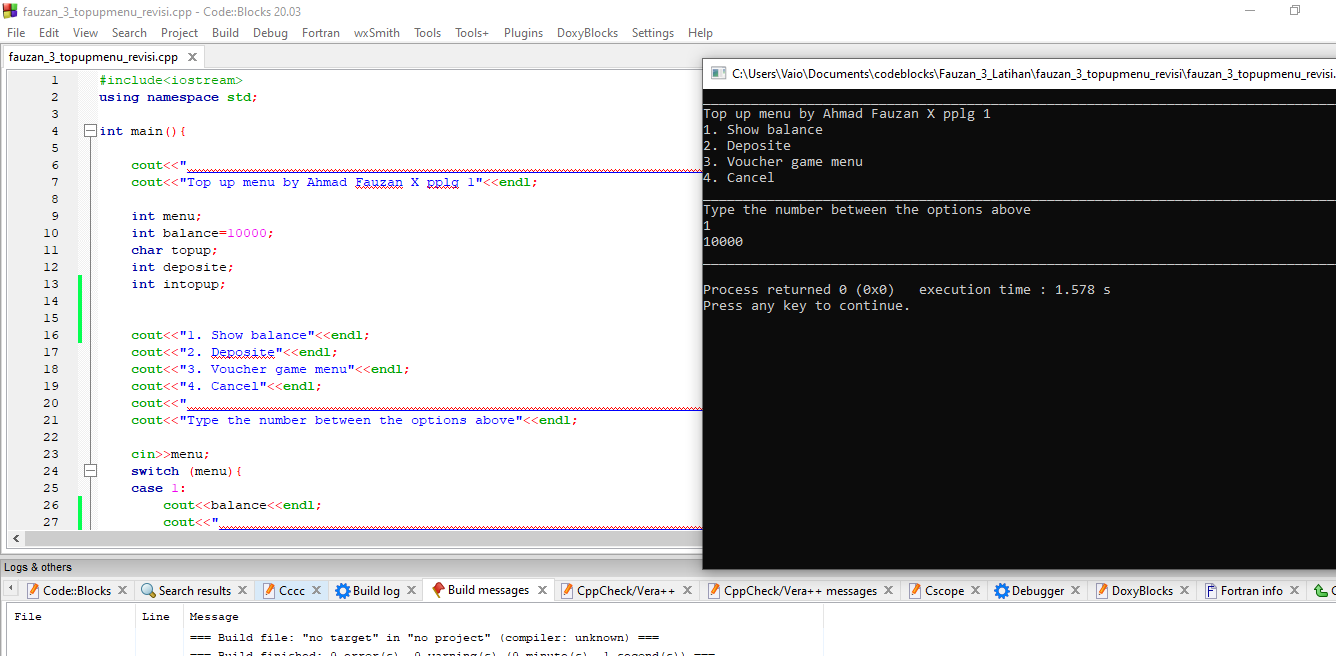 fauzan_3_topupmenu_revisi.cpp - Code::Blocks 20.03
File Edit View Search Project Build Debug Fortran wxSmith Tools Tools+ Plugins DoxyBlocks Settings Help
fauzan_3_topupmenu_revisi.cpp
1 #include<iostream>
2 using namespace std;
3
4 int main(){
5
6 cout<<"
7 cout<<"Top up menu by Ahmad Fauzan X pplg 1"<<endl;
8
9 int menu;
10 int balance=10000;
11 char topup;
12 int deposite;
13 int intopup;
14
15
16 cout<<"1. Show balance"<<endl;
17 cout<<"2. Deposite"<<endl;
18 cout<<"3. Voucher game menu"<<endl;
19 cout<<"4. Cancel"<<endl;
20 cout<<"
21 cout<<"Type the number between the options above"<<endl;
22
23 cin>>menu;
24 switch (menu){
25 case 1:
26 cout<<balance<<endl;
27 cout<<"
C:\Users\Vaio\Documents\codeblocks\Fauzan_3_Latihan\fauzan_3_topupmenu_revisi\fauzan_3_topupmenu_revisi.
Top up menu by Ahmad Fauzan X pplg 1
1. Show balance
2. Deposite
3. Voucher game menu
4. Cancel
Type the number between the options above
1
10000
Process returned 0 (0x0) execution time : 1.578 s
Press any key to continue.
Logs & others
Code::Blocks Search results Cccc Build log Build messages CppCheck/Vera++ CppCheck/Vera++ messages Cscope Debugger DoxyBlocks Fortran info
File Line Message
=== Build file: "no target" in "no project" (compiler: unknown) ===
=== Build finished: 0 error(s), 0 warning(s) (0 minute(s), 1 second(s)) ===